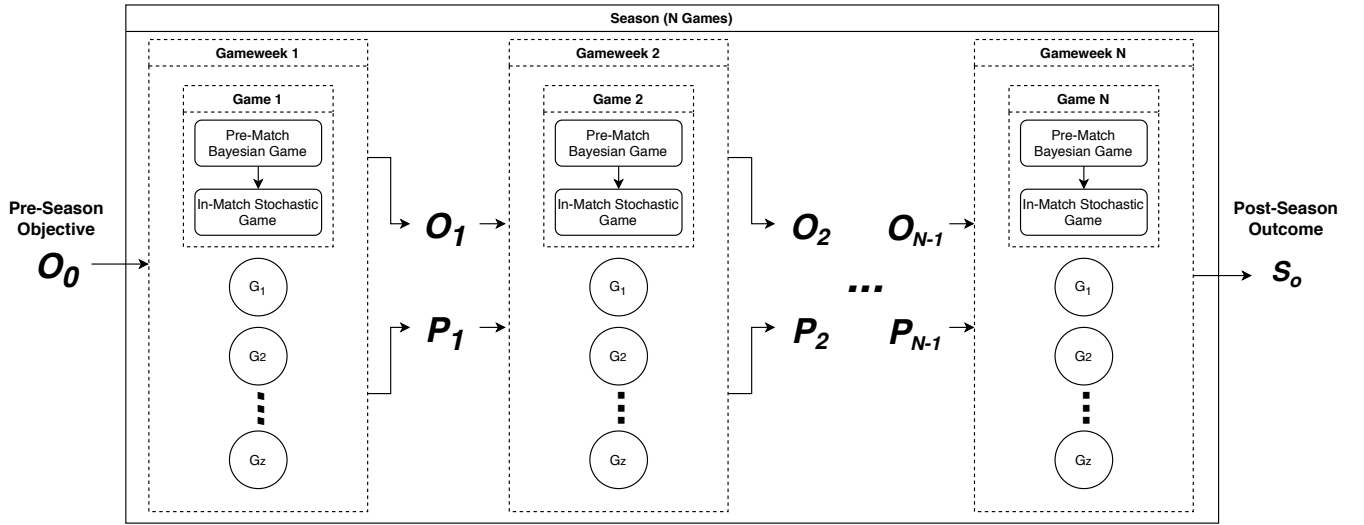 Season (N Games)
Gameweek 1
Game 1
Pre-Match
Bayesian Game
In-Match Stochastic
Game
G1
G2
Gz
Gameweek 2
Game 2
Pre-Match
Bayesian Game
In-Match Stochastic
Game
G1
G2
Gz
Gameweek N
Game N
Pre-Match
Bayesian Game
In-Match Stochastic
Game
G1
G2
Gz
Pre-Season
Objective
O0
O1
P1
O2
P2
...
ON-1
PN-1
Post-Season
Outcome
So